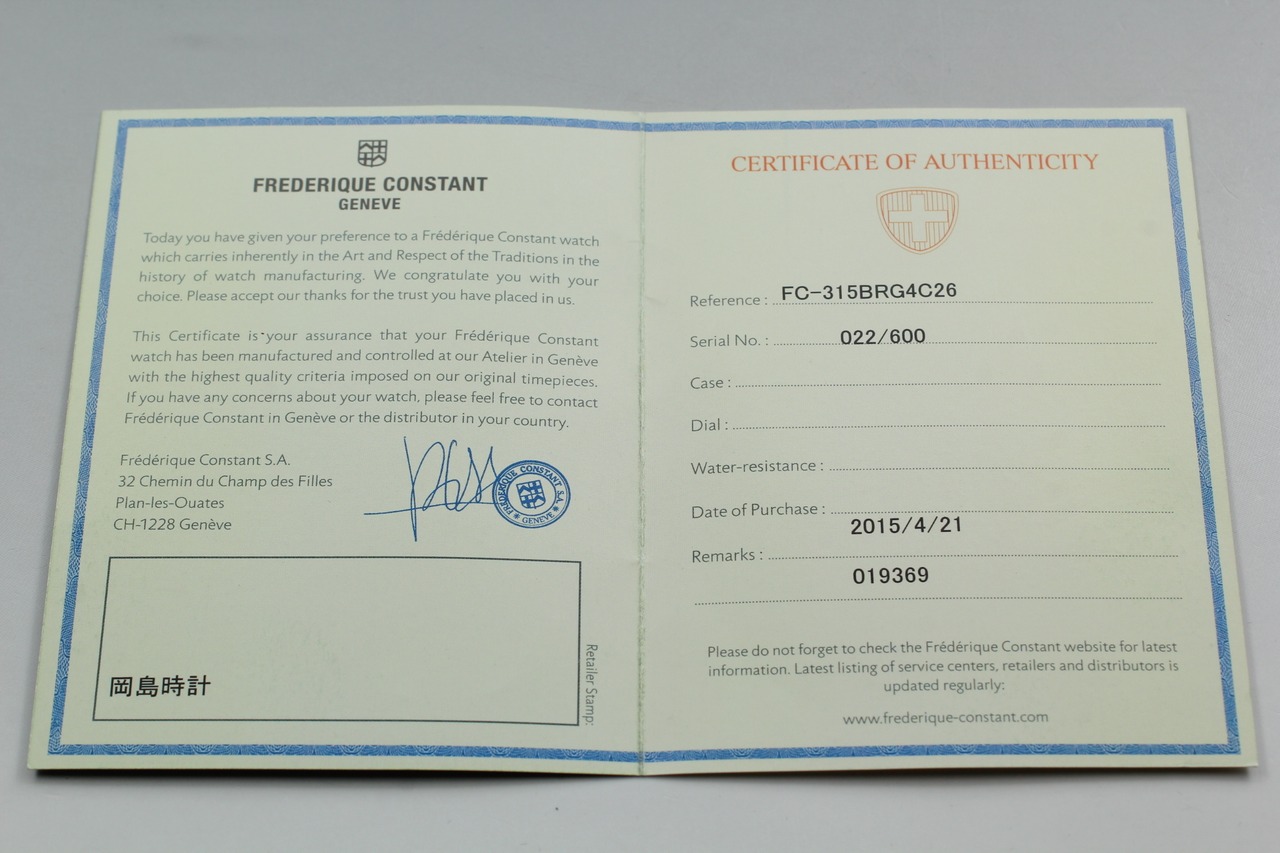 FREDERIQUE CONSTANT
GENEVE
Today you have given your preference to a Frédérique Constant watch
which carries inherently in the Art and Respect of the Traditions in the
history of watch manufacturing. We congratulate you with your
choice. Please accept our thanks for the trust you have placed in us.
This Certificate is your assurance that your Frédérique Constant
watch has been manufactured and controlled at our Atelier in Genève
with the highest quality criteria imposed on our original timepieces.
If you have any concerns about your watch, please feel free to contact
Frédérique Constant in Genève or the distributor in your country.
Frédérique Constant S.A.
32 Chemin du Champ des Filles
Plan-les-Ouates
CH-1228 Genève
FREDERIQUE CONSTANT S.A.
GENEVE
岡島時計
Retailer Stamp:
CERTIFICATE OF AUTHENTICITY
Reference : FC-315BRG4C26
Serial No. : 022/600
Case :
Dial :
Water-resistance :
Date of Purchase :
2015/4/21
Remarks :
019369
Please do not forget to check the Frédérique Constant website for latest
information. Latest listing of service centers, retailers and distributors is
updated regularly:
www.frederique-constant.com